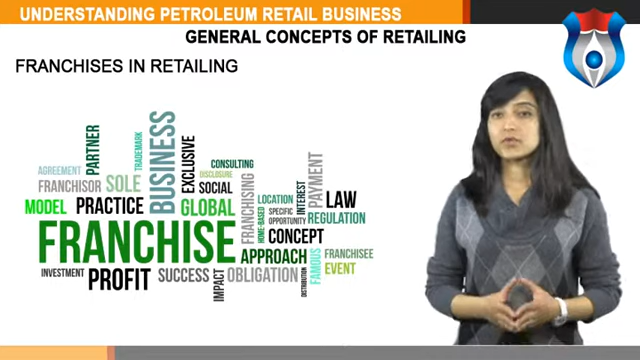 UNDERSTANDING PETROLEUM RETAIL BUSINESS
GENERAL CONCEPTS OF RETAILING
FRANCHISES IN RETAILING
AGREEMENT
PARTNER
TRADEMARK
BUSINESS
EXCLUSIVE
CONSULTING
DISCLOSURE
FRANCHISOR
SOLE
SOCIAL
MODEL
PRACTICE
GLOBAL
FRANCHISING
HOME-BASED
LOCATION
SPECIFIC
OPPORTUNITY
INTEREST
PAYMENT
LAW
REGULATION
FRANCHISE
CONCEPT
APPROACH
FAMOUS
FRANCHISEE
EVENT
INVESTMENT
PROFIT
SUCCESS
IMPACT
OBLIGATION
DISTRIBUTION